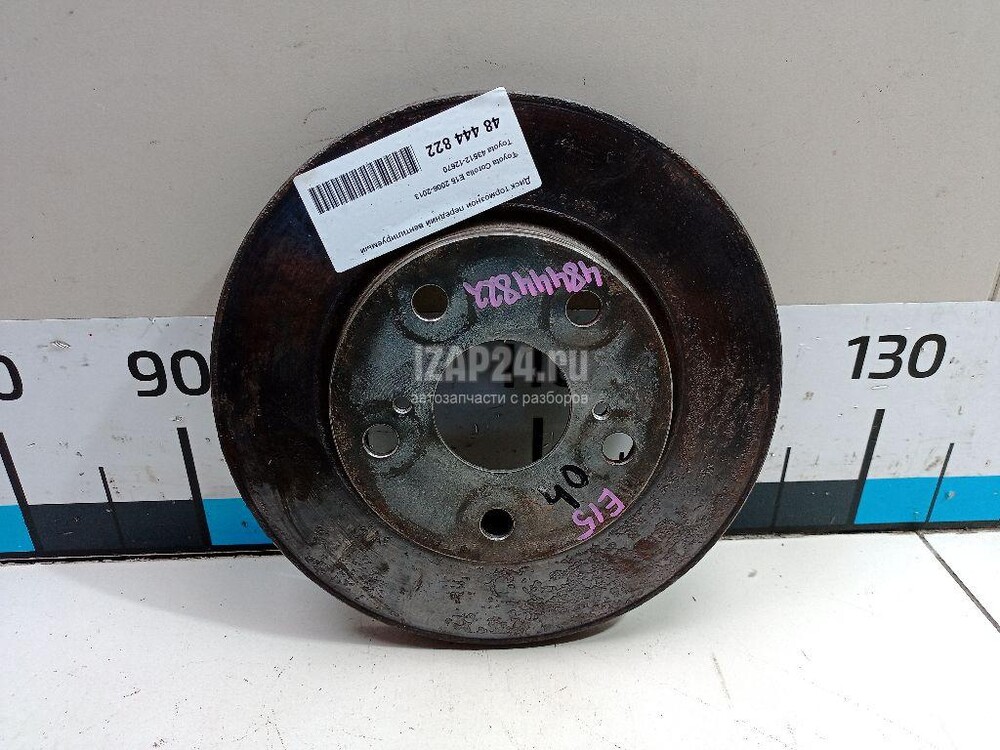 Диск тормозной передний вентилируемый
Toyota Corolla E15 2006-2013
Toyota 43512-12670
48 444 822
48444822
IZAP24.ru
автозапчасти с разборов
90
130
40
E15